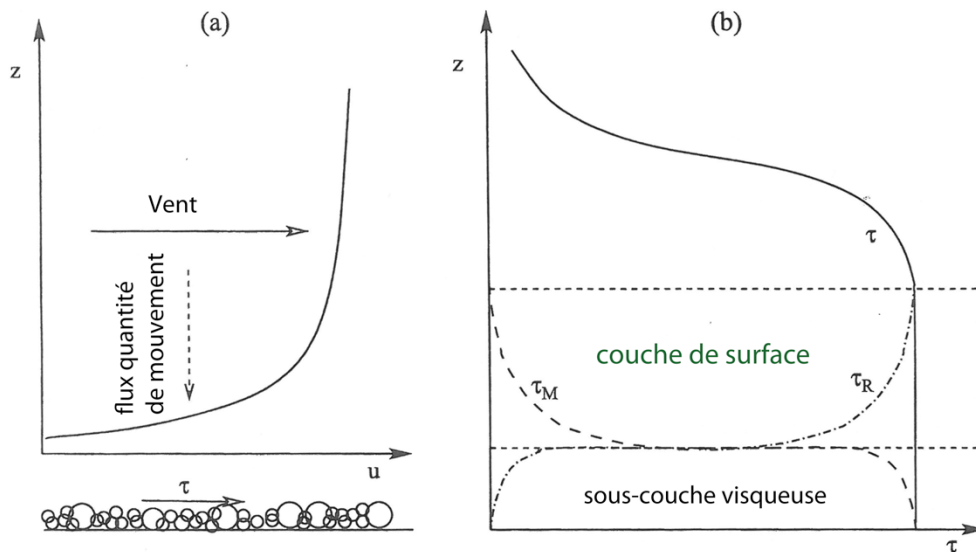 (a)
z
Vent
flux quantité
de mouvement
u
τ
(b)
z
τ
couche de surface
τM
τR
sous-couche visqueuse
τ